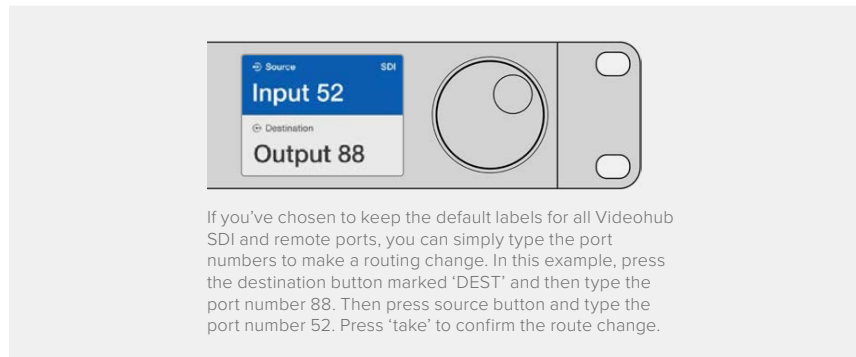 Source SDI
Input 52
Destination
Output 88
If you’ve chosen to keep the default labels for all Videohub
SDI and remote ports, you can simply type the port
numbers to make a routing change. In this example, press
the destination button marked ‘DEST’ and then type the
port number 88. Then press source button and type the
port number 52. Press ‘take’ to confirm the route change.